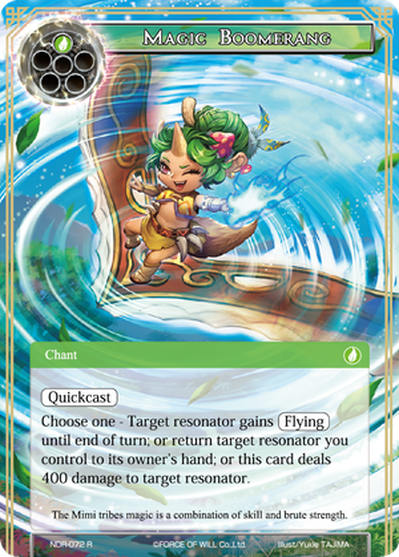 Magic Boomerang
Chant
Quickcast
Choose one - Target resonator gains Flying
until end of turn; or return target resonator you
control to its owner's hand; or this card deals
400 damage to target resonator.
The Mimi tribes magic is a combination of skill and brute strength.
NDR-072 R ©FORCE OF WILL Co.,Ltd. Illust/Yukie TAJIMA